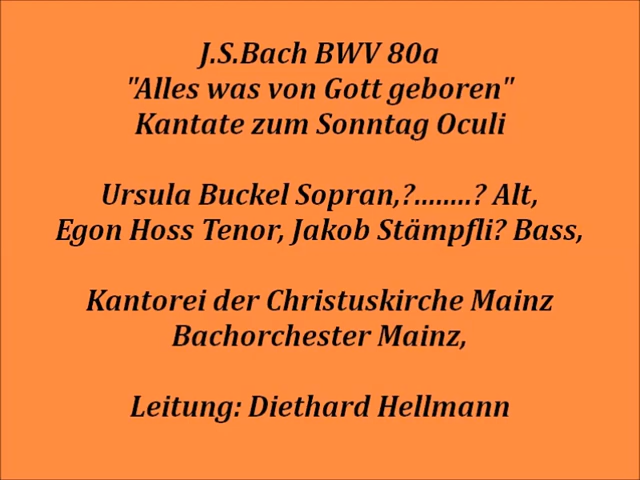 J.S.Bach BWV 80a
"Alles was von Gott geboren"
Kantate zum Sonntag Oculi
Ursula Buckel Sopran,?........? Alt,
Egon Hoss Tenor, Jakob Stämpfli? Bass,
Kantorei der Christuskirche Mainz
Bachorchester Mainz,
Leitung: Diethard Hellmann